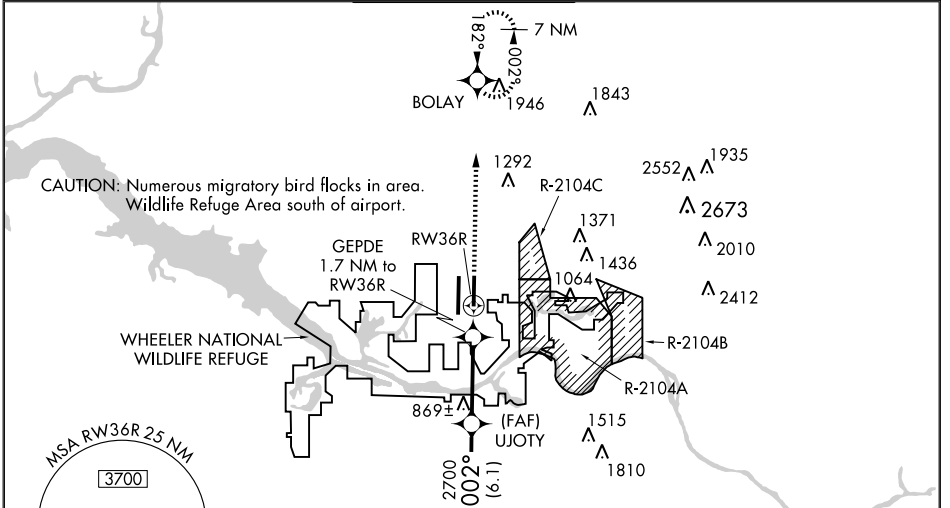 182°
002°
7 NM
BOLAY
1946
1843
1292
2552
1935
CAUTION: Numerous migratory bird flocks in area.
Wildlife Refuge Area south of airport.
R-2104C
2673
1371
RW36R
GEPDE
1.7 NM to
RW36R
2010
1436
1064
2412
WHEELER NATIONAL
WILDLIFE REFUGE
R-2104B
R-2104A
869±
(FAF)
UJOTY
1515
1810
2700
002°
(6.1)
MSA RW36R 25 NM
3700